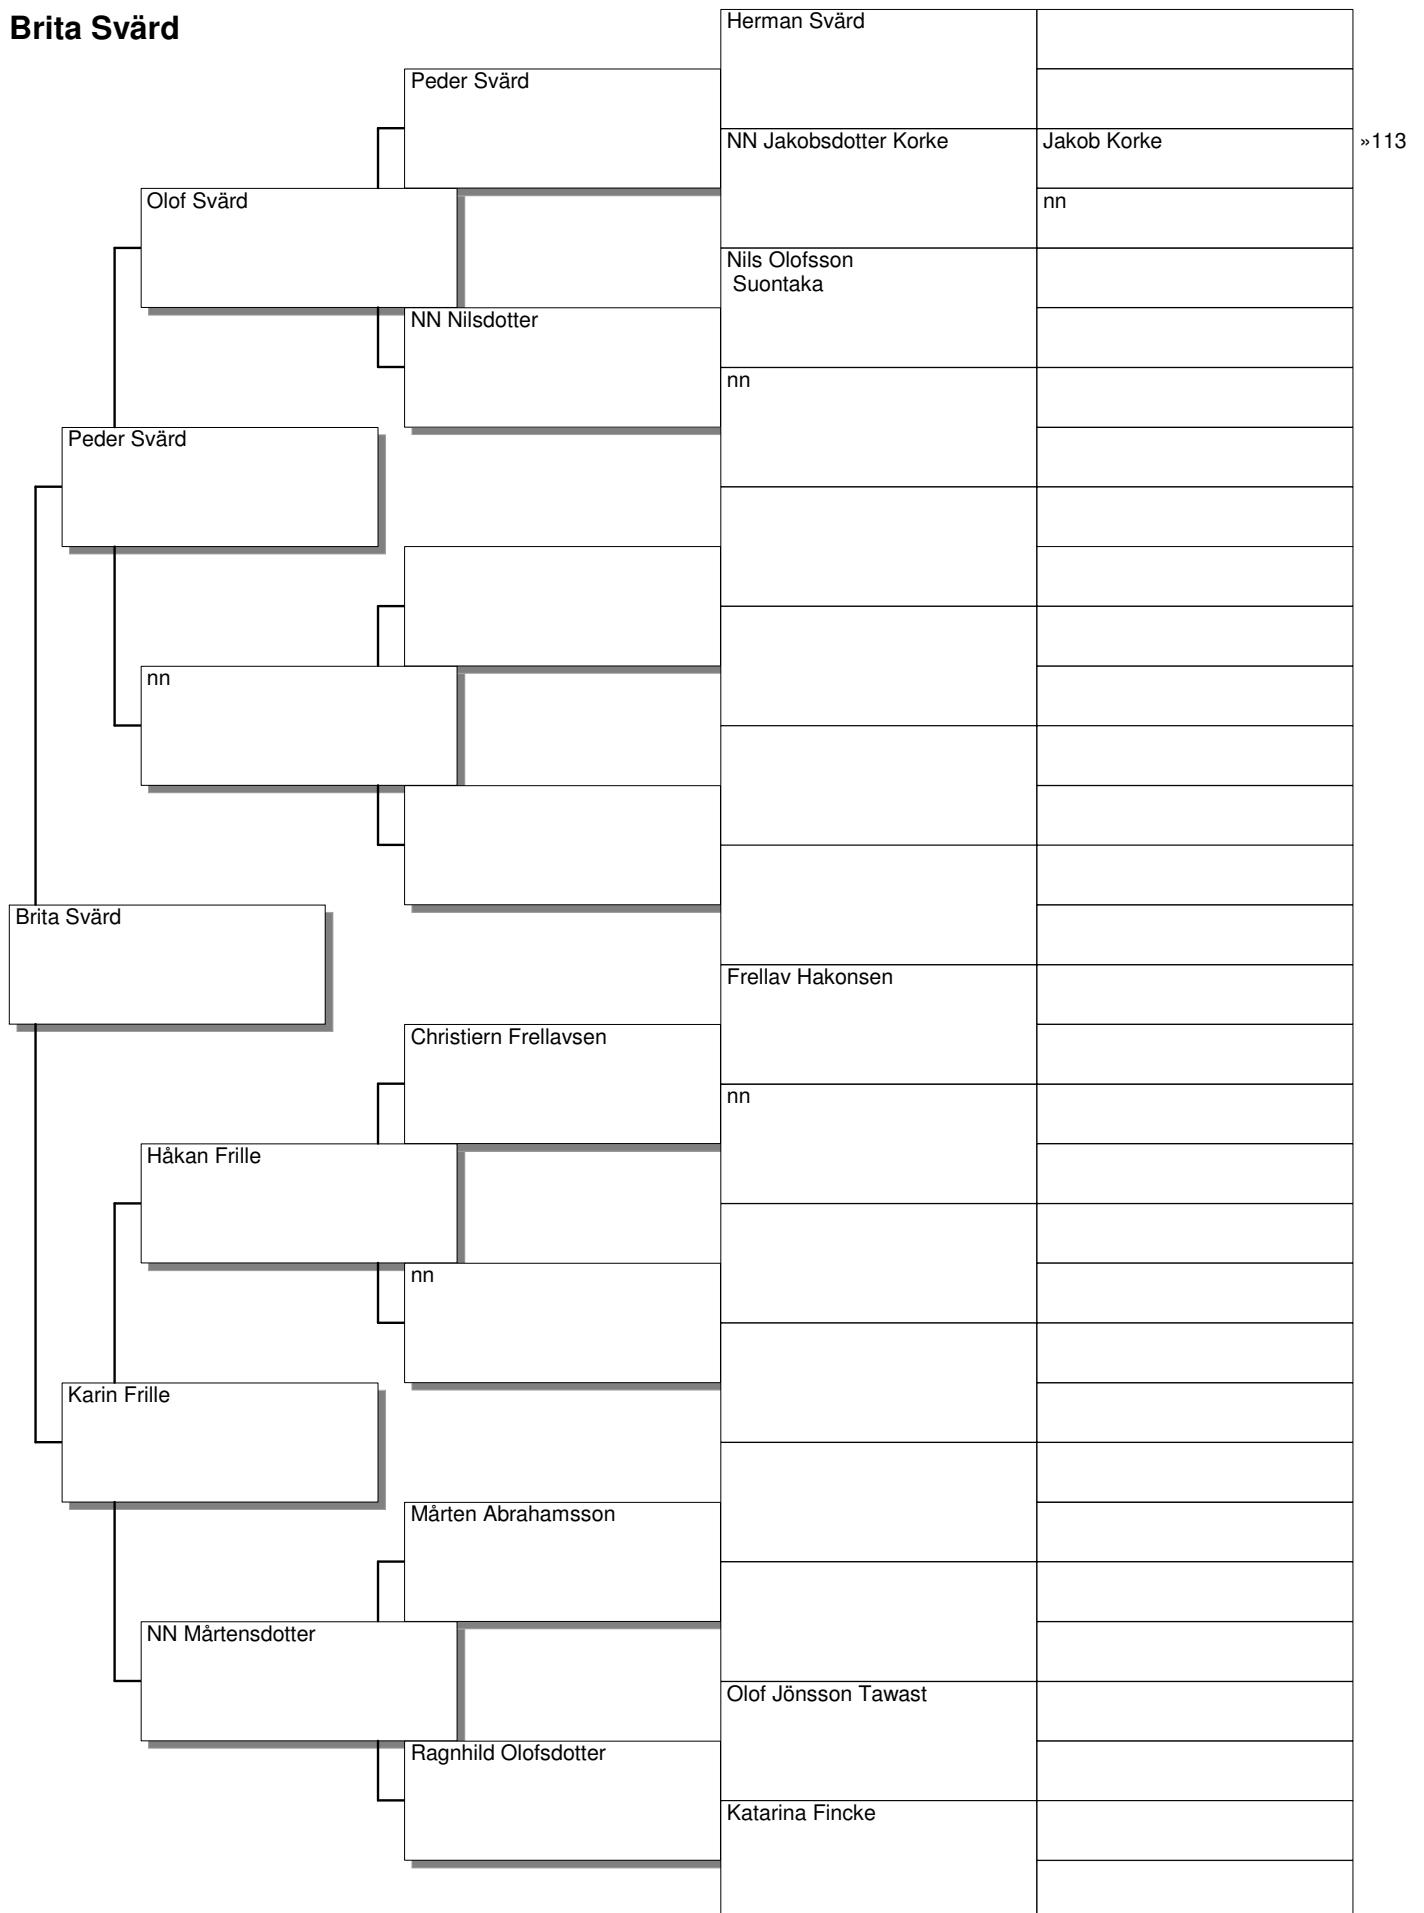 Brita Svärd
Herman Svärd
Peder Svärd
NN Jakobsdotter Korke
Jakob Korke
»113
Olof Svärd
nn
Nils Olofsson
Suontaka
NN Nilsdotter
nn
Peder Svärd
nn
Brita Svärd
Frellav Hakonsen
Christiern Frellavsen
nn
Håkan Frille
nn
Karin Frille
Mårten Abrahamsson
NN Mårtensdotter
Olof Jönsson Tawast
Ragnhild Olofsdotter
Katarina Fincke